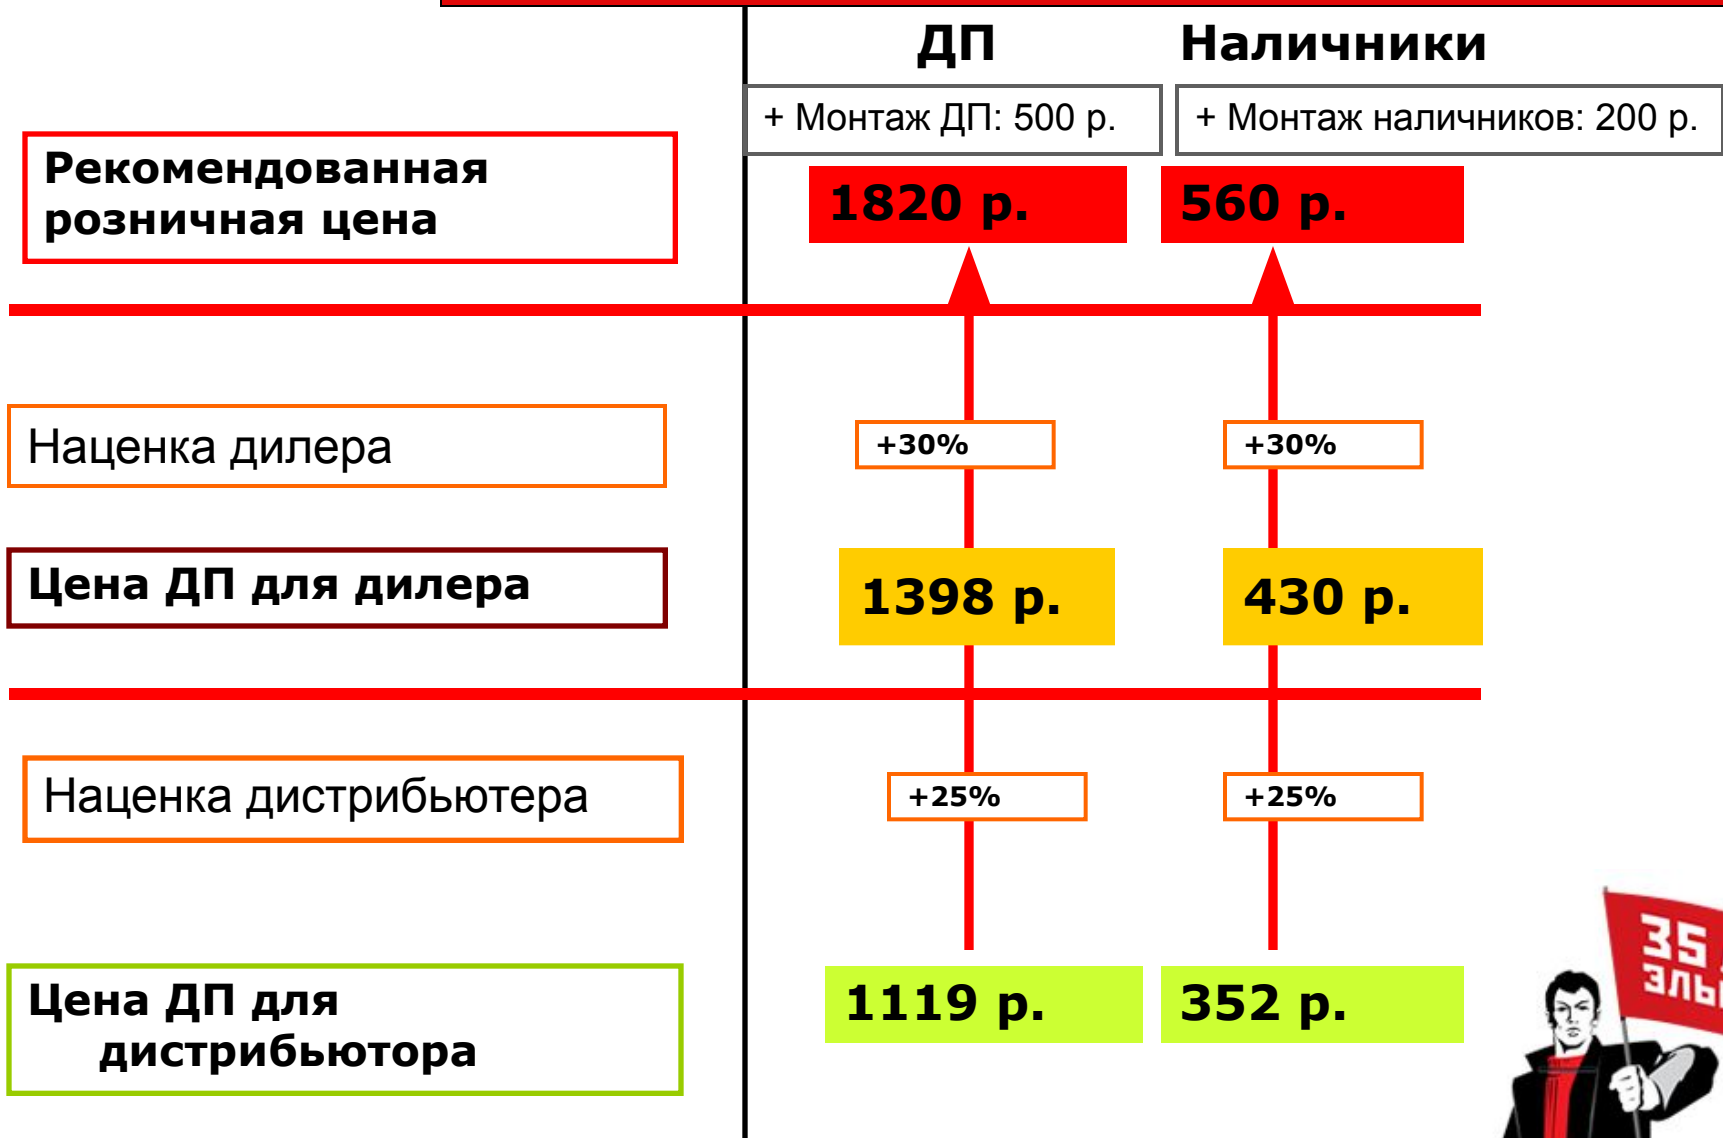 ДП Наличники
+ Монтаж ДП: 500 р. + Монтаж наличников: 200 р.
Рекомендованная
розничная цена
1820 р. 560 р.
Наценка дилера
+30% +30%
Цена ДП для дилера
1398 р. 430 р.
Наценка дистрибьютера
+25% +25%
Цена ДП для
дистрибьютора
1119 р. 352 р.
35